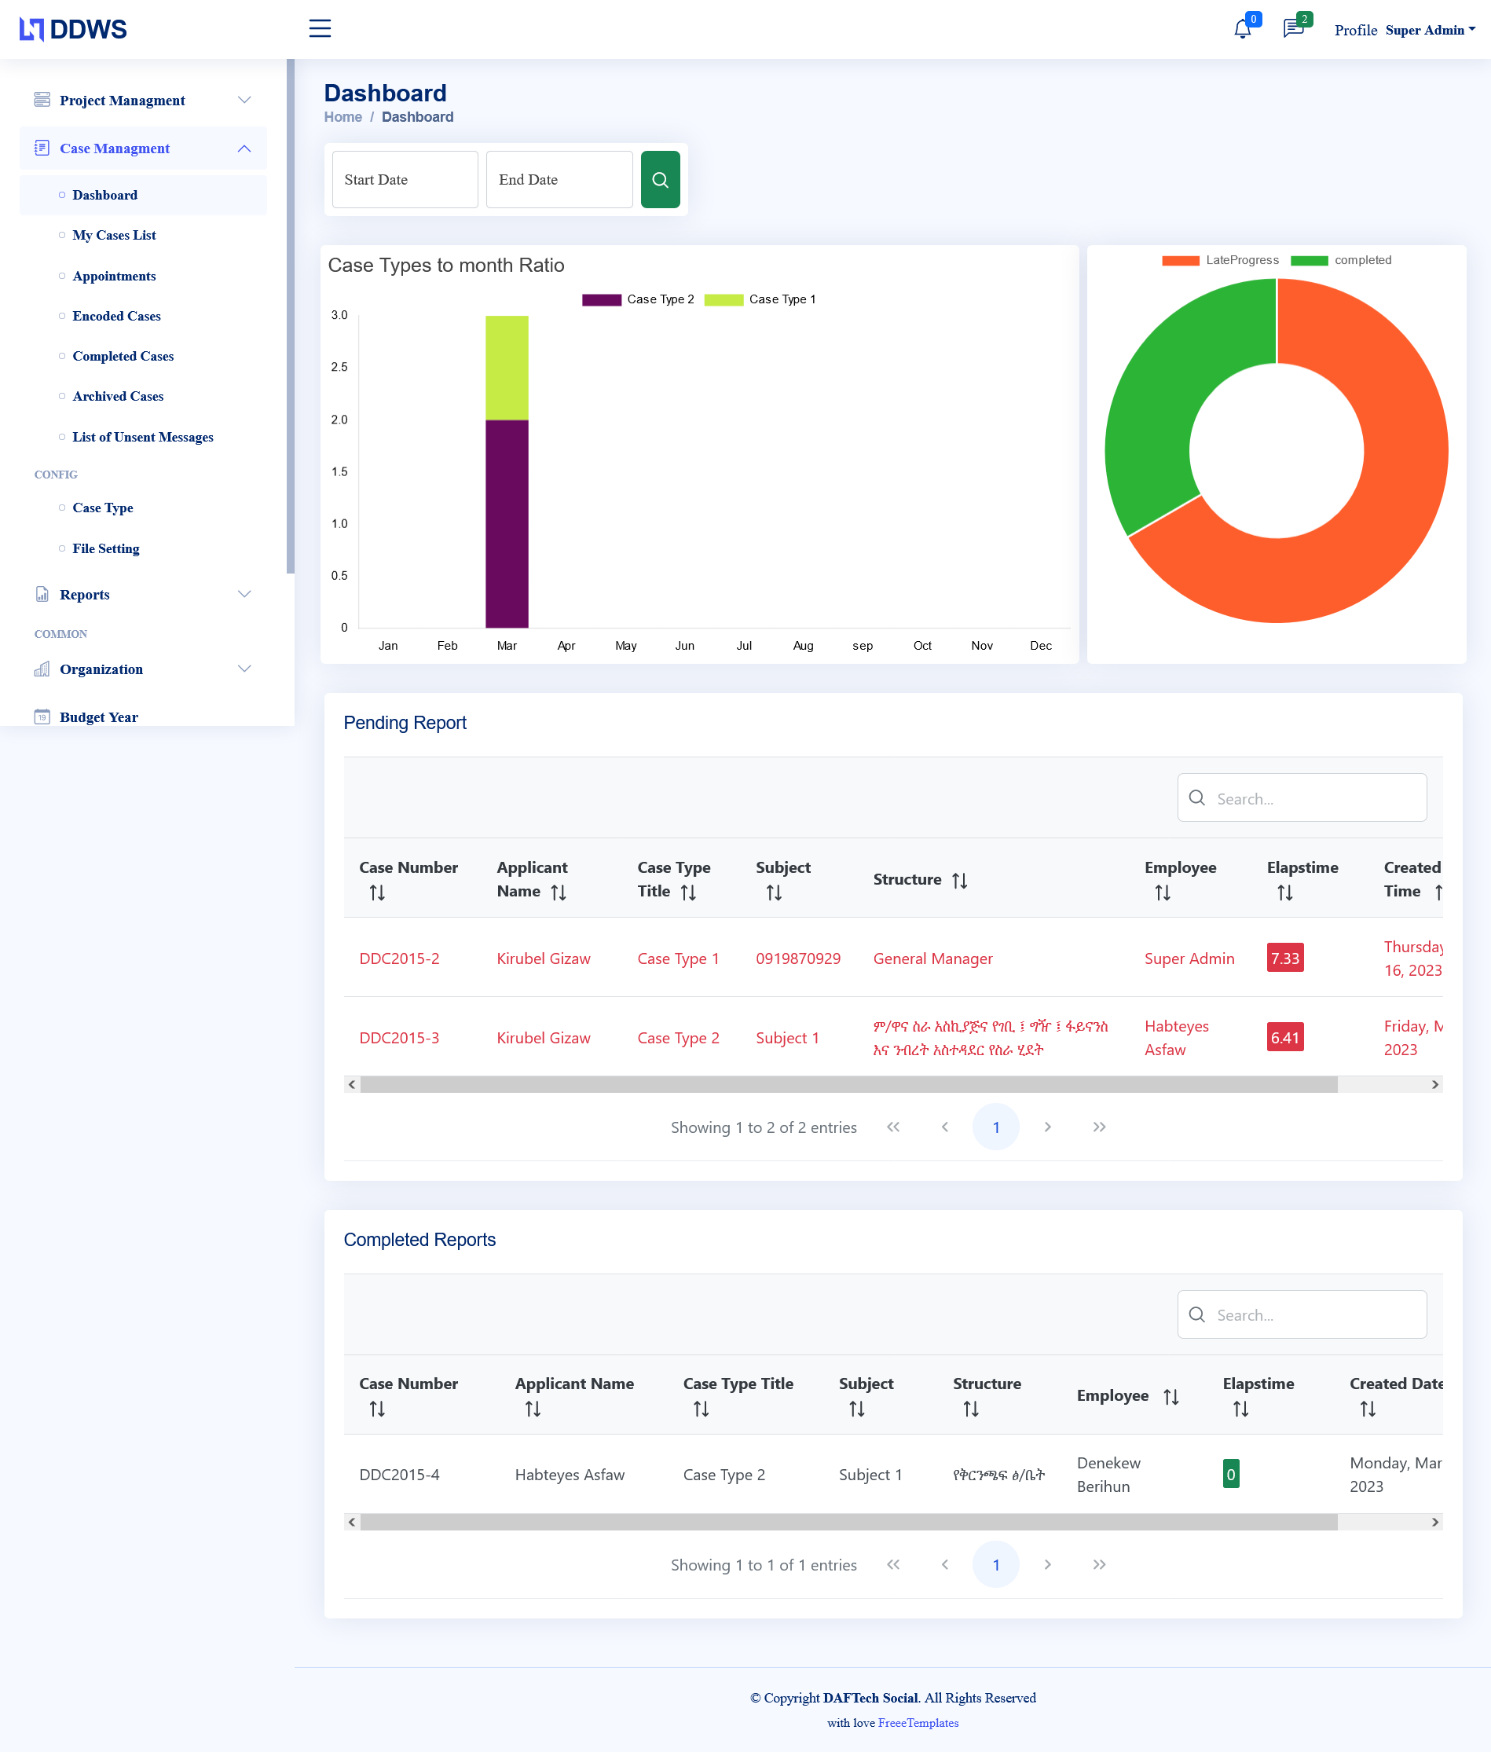 DDWS
0
2
Profile Super Admin
Project Managment
Case Managment
Dashboard
My Cases List
Appointments
Encoded Cases
Completed Cases
Archived Cases
List of Unsent Messages
CONFIG
Case Type
File Setting
Reports
COMMON
Organization
19
Budget Year
Dashboard
Home / Dashboard
Start Date
End Date
Case Types to month Ratio
Case Type 2
Case Type 1
3.0
2.5
2.0
1.5
1.0
0.5
0
Jan Feb Mar Apr May Jun Jul Aug sep Oct Nov Dec
LateProgress
completed
Pending Report
Search...
Case Number
Applicant Name
Case Type Title
Subject
Structure
Employee
Elapstime
Created Time
DDC2015-2
Kirubel Gizaw
Case Type 1
0919870929
General Manager
Super Admin
7.33
Thursday
16, 2023
DDC2015-3
Kirubel Gizaw
Case Type 2
Subject 1
ም/ዋና ስራ አስኪያጅና የገቢ ፤ ግዥ ፤ ፋይናንስ
እና ንብረት አስተዳደር የስራ ሂደት
Habteyes
Asfaw
6.41
Friday, M
2023
Showing 1 to 2 of 2 entries
1
Completed Reports
Search...
Case Number
Applicant Name
Case Type Title
Subject
Structure
Employee
Elapstime
Created Date
DDC2015-4
Habteyes Asfaw
Case Type 2
Subject 1
የቅርንጫፍ ፅ/ቤት
Denekew
Berihun
0
Monday, Mar
2023
Showing 1 to 1 of 1 entries
1
© Copyright DAFTech Social. All Rights Reserved
with love FreeeTemplates